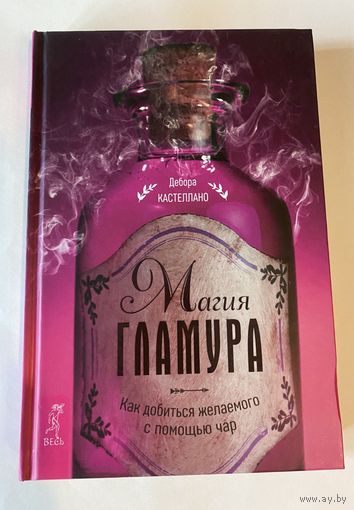 Дебора
КАСТЕЛЛАНО
Магия
ГЛАМУРА
Как добиться желаемого
с помощью чар
ВЕСЬ
www.ay.by